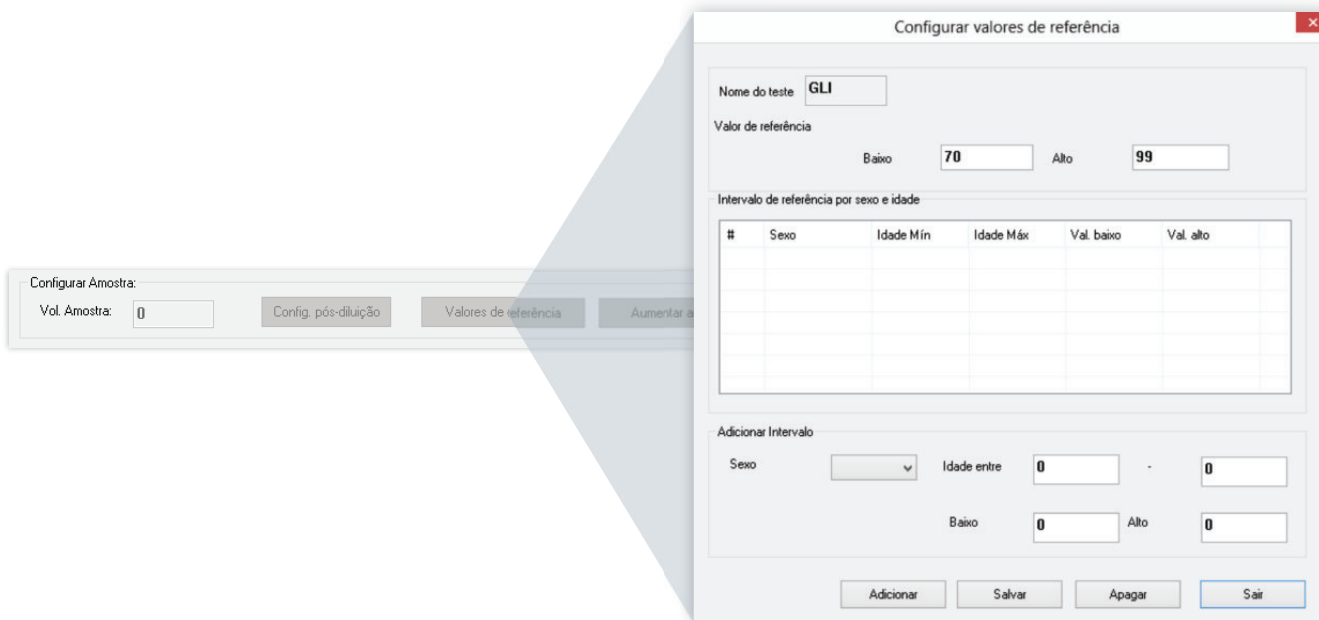 Configurar Amostra:
Vol. Amostra: 0 Config. pós-diluição Valores de referência Aumentar a
Configurar valores de referência
Nome do teste GLI
Valor de referência
Baixo 70 Alto 99
Intervalo de referência por sexo e idade
# Sexo Idade Mín Idade Máx Val. baixo Val. alto
Adicionar Intervalo
Sexo Idade entre 0 - 0
Baixo 0 Alto 0
Adicionar Salvar Apagar Sair